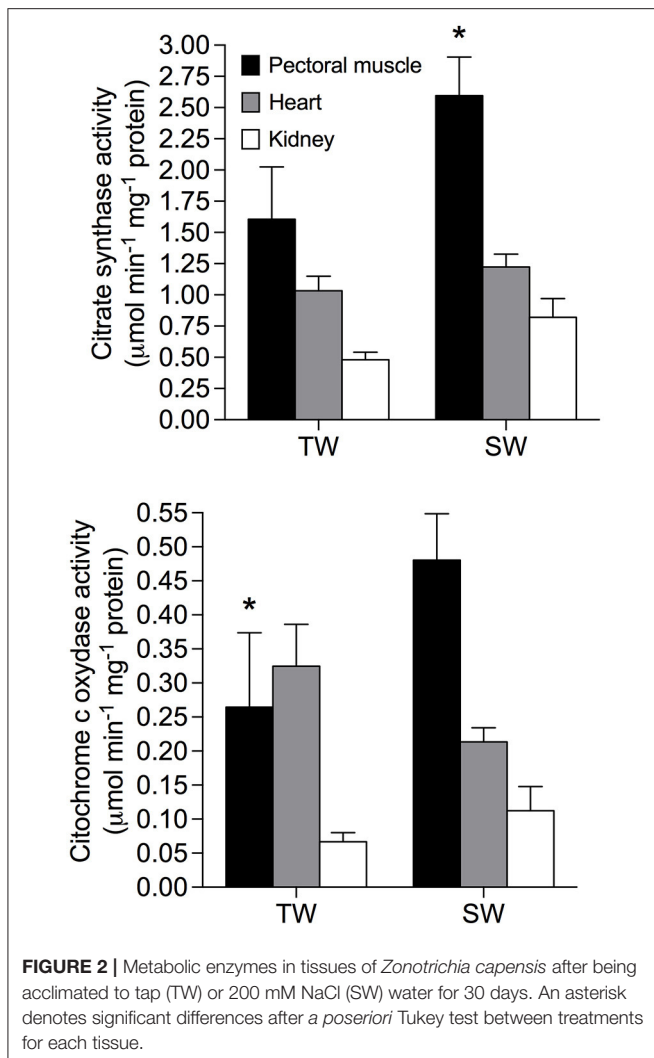 *
3.00
2.75
2.50
2.25
2.00
1.75
1.50
1.25
1.00
0.75
0.50
0.25
0.00
Citrate synthase activity
(μmol min-1 mg-1 protein)
Pectoral muscle
Heart
Kidney
TW SW
0.55
0.50
0.45
0.40
0.35
0.30
0.25
0.20
0.15
0.10
0.05
0.00
Citochrome c oxydase activity
(μmol min-1 mg-1 protein)
*
TW SW
FIGURE 2 | Metabolic enzymes in tissues of Zonotrichia capensis after being
acclimated to tap (TW) or 200 mM NaCl (SW) water for 30 days. An asterisk
denotes significant differences after a poseriori Tukey test between treatments
for each tissue.